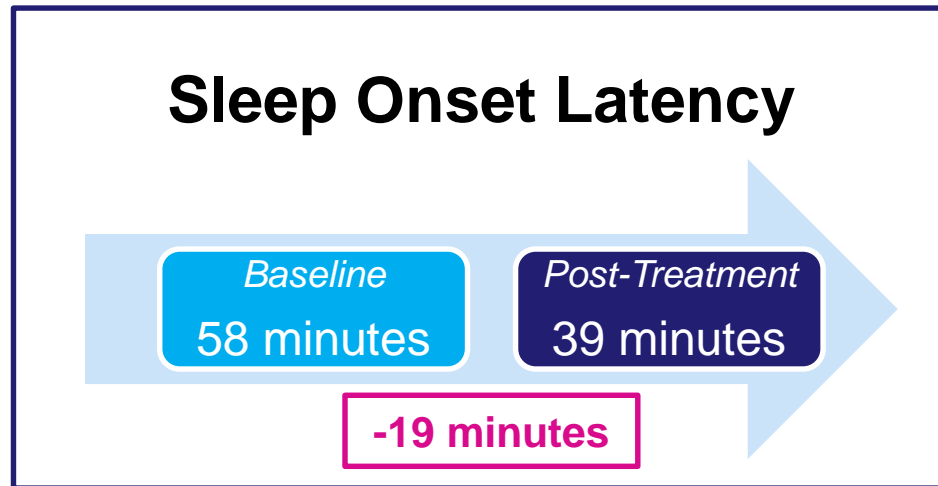 Sleep Onset Latency
Baseline
58 minutes
Post-Treatment
39 minutes
-19 minutes